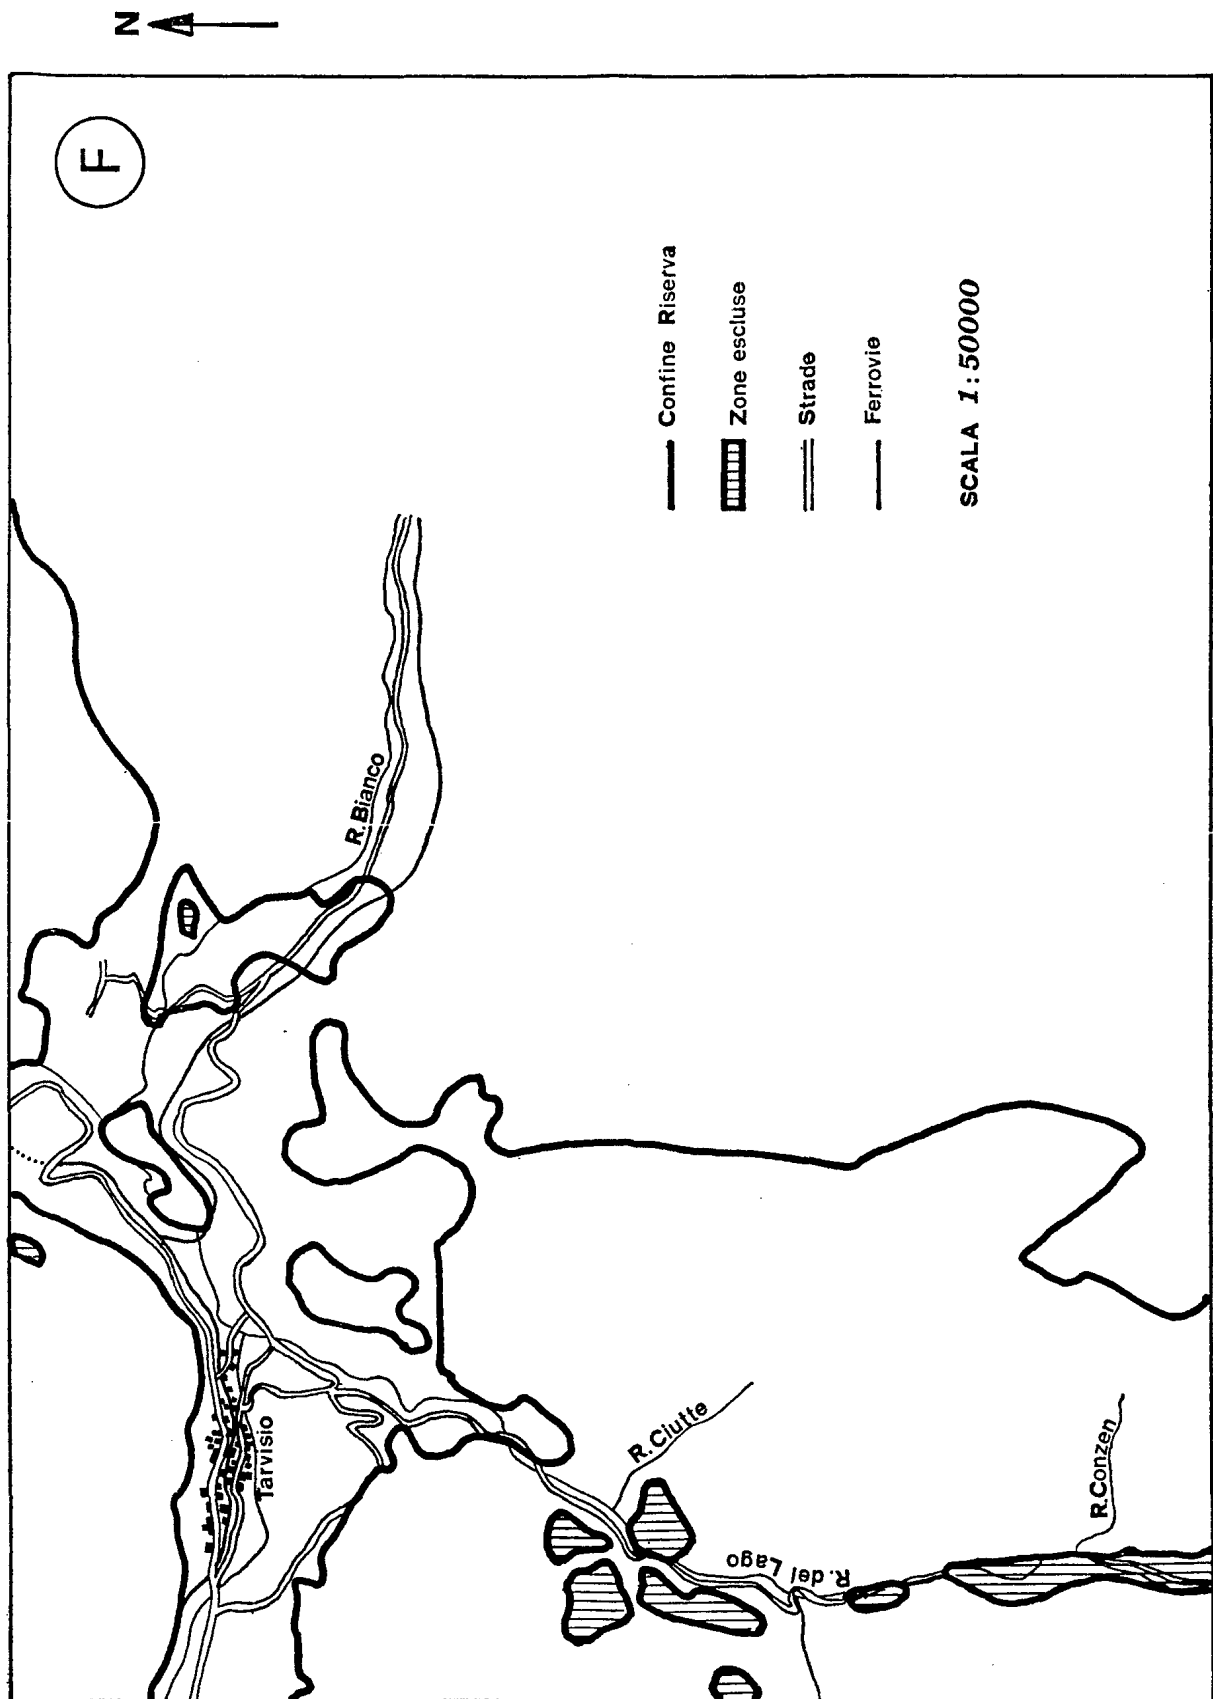 N
F
R.Bianco
Tarvisio
R.Ciutte
R.del Lago
R.Conzen
Confine Riserva
Zone escluse
Strade
Ferrovie
SCALA 1:50000